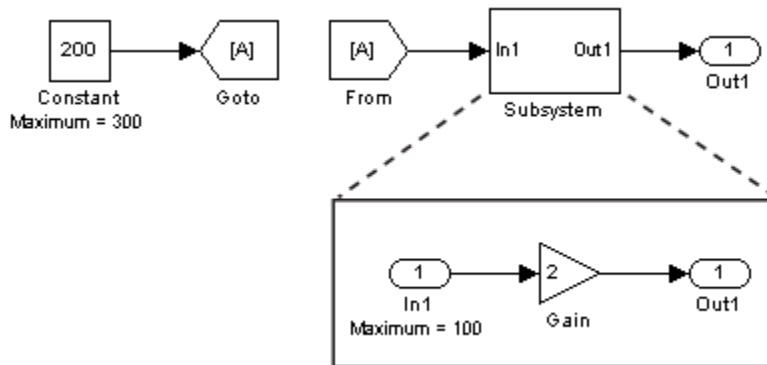 200
[A]
[A]
In1
Out1
1
Constant
Goto
From
Subsystem
Out1
Maximum = 300
1
2
1
In1
Gain
Out1
Maximum = 100